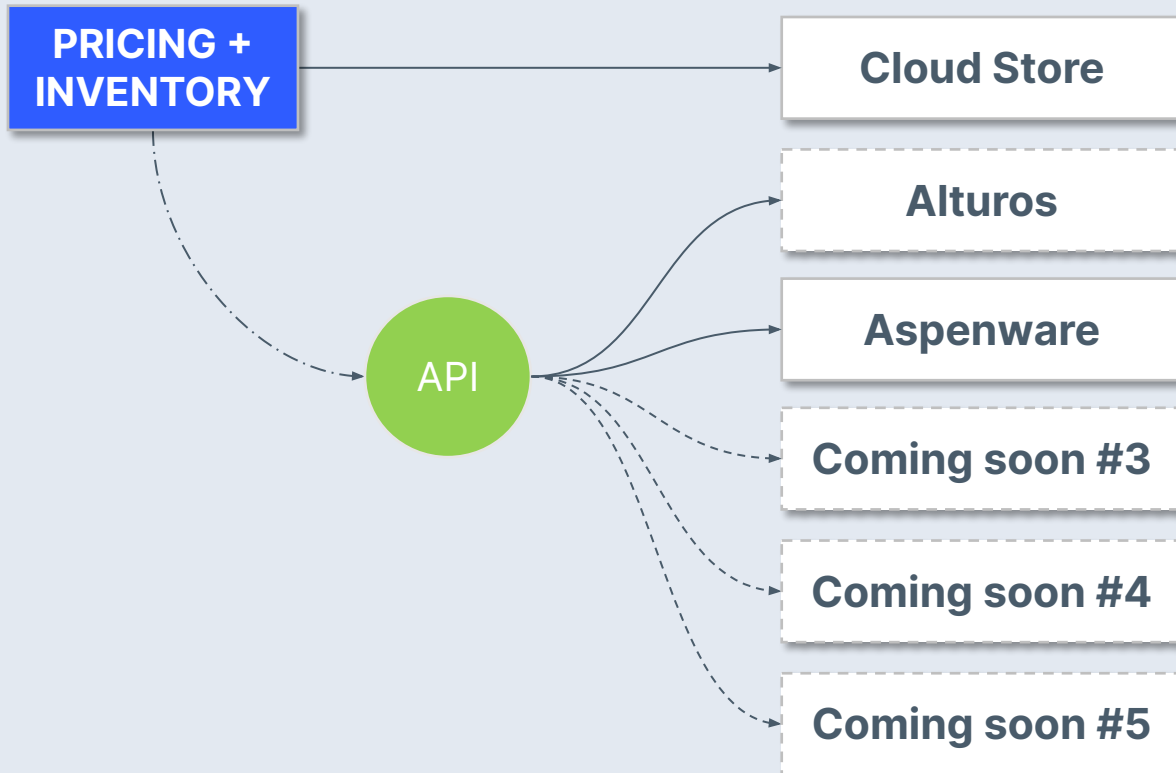 PRICING +
INVENTORY
Cloud Store
Alturos
Aspenware
API
Coming soon #3
Coming soon #4
Coming soon #5